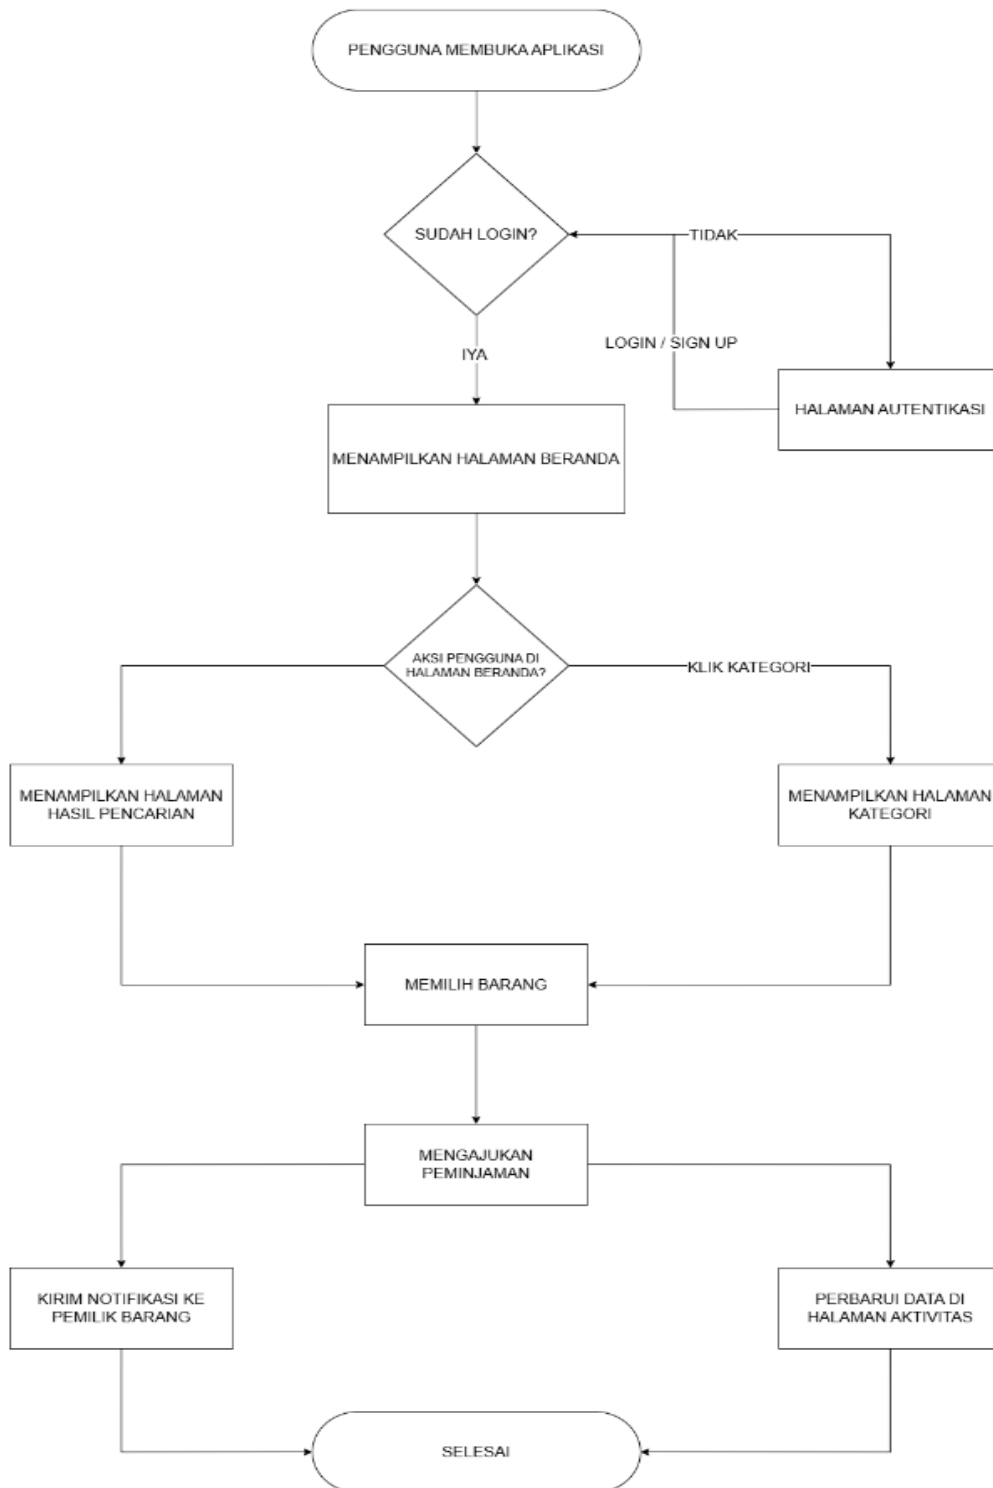 PENGGUNA MEMBUKA APLIKASI
SUDAH LOGIN?
TIDAK
LOGIN / SIGN UP
IYA
HALAMAN AUTENTIKASI
MENAMPILKAN HALAMAN BERANDA
AKSI PENGGUNA DI
HALAMAN BERANDA?
KLIK KATEGORI
MENAMPILKAN HALAMAN
HASIL PENCARIAN
MENAMPILKAN HALAMAN
KATEGORI
MEMILIH BARANG
MENGAJUKAN
PEMINJAMAN
KIRIM NOTIFIKASI KE
PEMILIK BARANG
PERBARUI DATA DI
HALAMAN AKTIVITAS
SELESAI